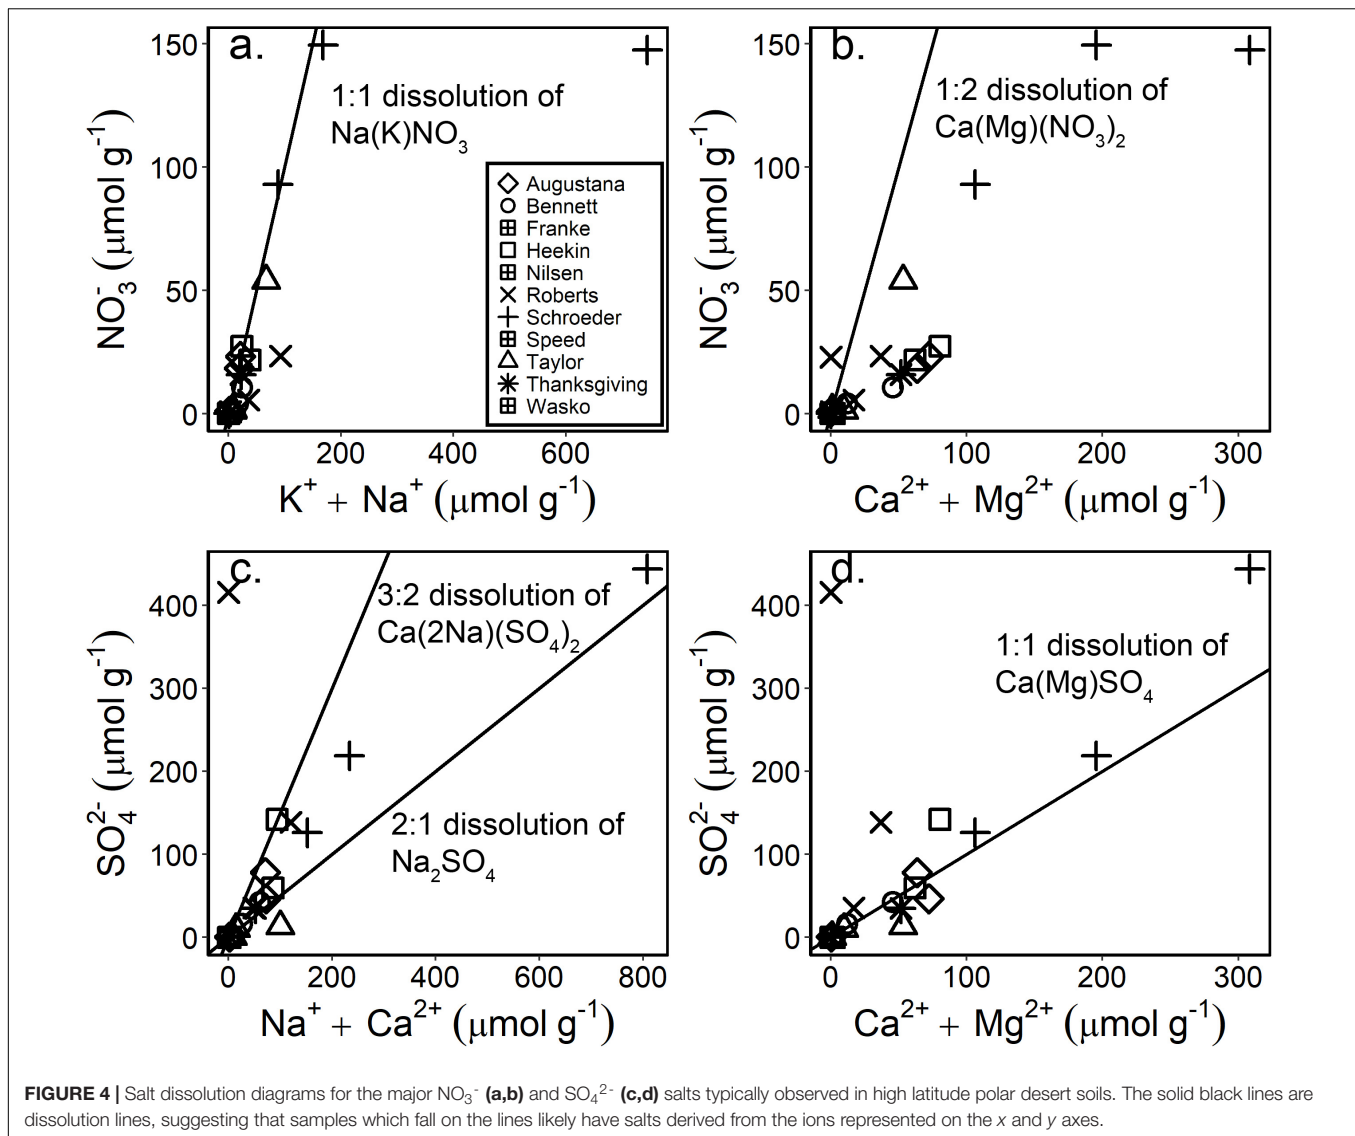 a.
1:1 dissolution of
Na(K)NO₃
150
100
50
0
NO₃⁻ (μmol g⁻¹)
0 200 400 600
K⁺ + Na⁺ (μmol g⁻¹)
Augustana
Bennett
Franke
Heekin
Nilsen
Roberts
Schroeder
Speed
Taylor
Thanksgiving
Wasko
b.
1:2 dissolution of
Ca(Mg)(NO₃)₂
150
100
50
0
NO₃⁻ (μmol g⁻¹)
0 100 200 300
Ca²⁺ + Mg²⁺ (μmol g⁻¹)
c.
3:2 dissolution of
Ca(2Na)(SO₄)₂
2:1 dissolution of
Na₂SO₄
400
300
200
100
0
SO₄²⁻ (μmol g⁻¹)
0 200 400 600 800
Na⁺ + Ca²⁺ (μmol g⁻¹)
d.
1:1 dissolution of
Ca(Mg)SO₄
400
300
200
100
0
SO₄²⁻ (μmol g⁻¹)
0 100 200 300
Ca²⁺ + Mg²⁺ (μmol g⁻¹)
FIGURE 4 | Salt dissolution diagrams for the major NO₃⁻ (a,b) and SO₄²⁻ (c,d) salts typically observed in high latitude polar desert soils. The solid black lines are
dissolution lines, suggesting that samples which fall on the lines likely have salts derived from the ions represented on the x and y axes.